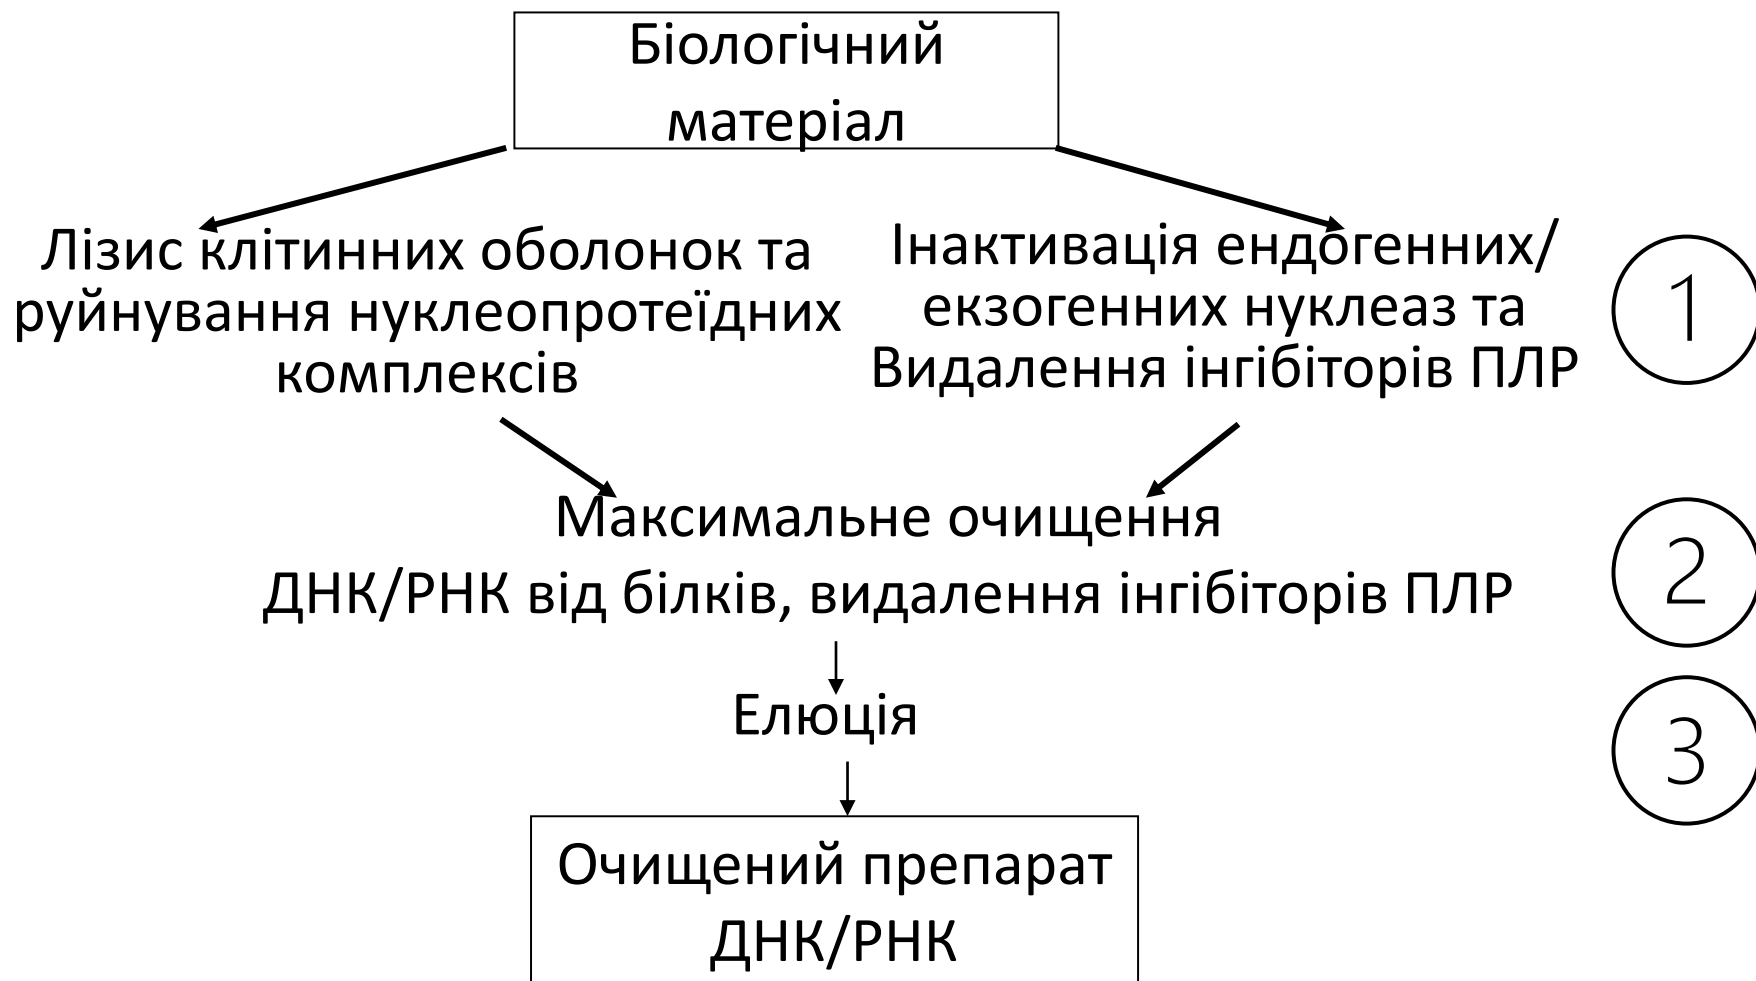 Біологічний
матеріал
Лізис клітинних оболонок та
руйнування нуклеопротеїдних
комплексів
Інактивація ендогенних/
екзогенних нуклеаз та
Видалення інгібіторів ПЛР
1
Максимальне очищення
ДНК/РНК від білків, видалення інгібіторів ПЛР
2
Елюція
3
Очищений препарат
ДНК/РНК